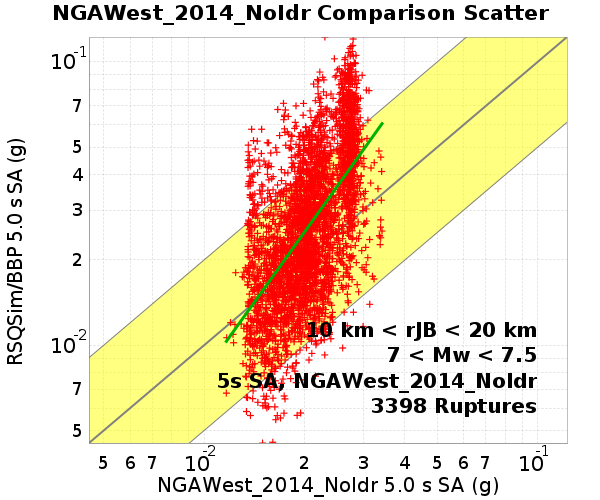 NGAWest_2014_NoIdr Comparison Scatter
RSQSim/BBP 5.0 s SA (g)
10⁻¹
7
5
4
3
2
10⁻²
7
5
10 km < rJB < 20 km
7 < Mw < 7.5
5s SA, NGAWest_2014_NoIdr
3398 Ruptures
5 6 7 10⁻² 2 3 4 5 6 7 10⁻¹
NGAWest_2014_NoIdr 5.0 s SA (g)